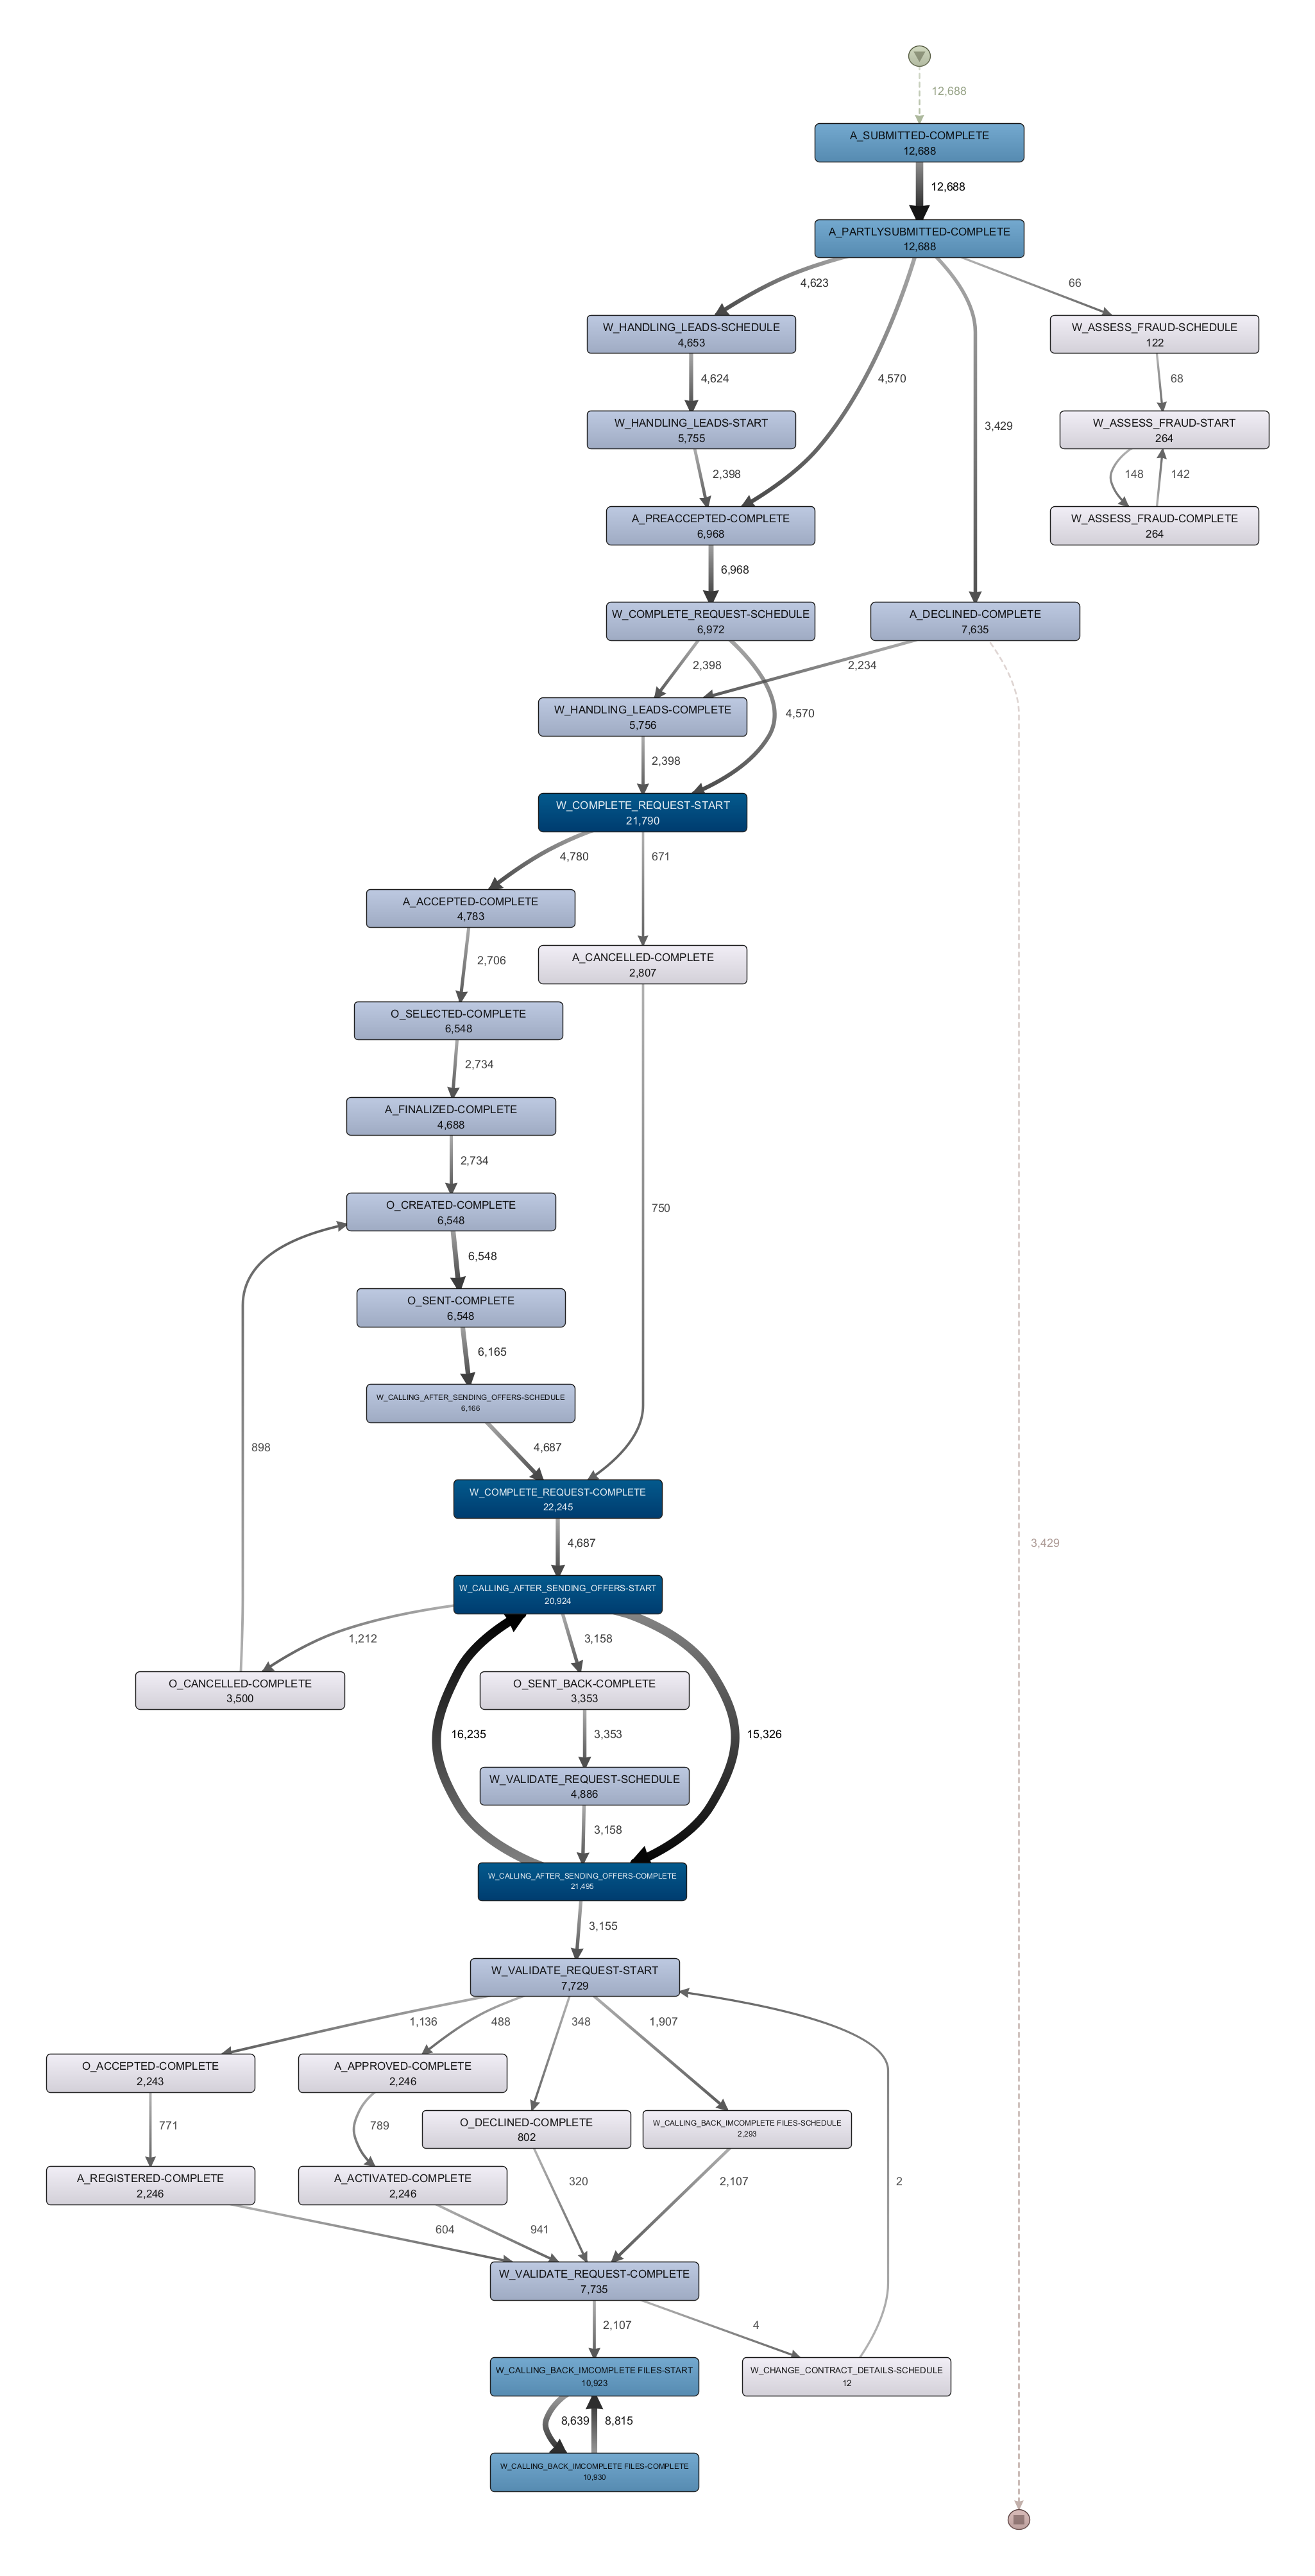 12,688
A_SUBMITTED-COMPLETE
12,688
12,688
A_PARTLYSUBMITTED-COMPLETE
12,688
4,623
66
W_HANDLING_LEADS-SCHEDULE
4,653
W_ASSESS_FRAUD-SCHEDULE
122
4,624
4,570
68
3,429
W_HANDLING_LEADS-START
5,755
W_ASSESS_FRAUD-START
264
2,398
148
142
A_PREACCEPTED-COMPLETE
6,968
W_ASSESS_FRAUD-COMPLETE
264
6,968
W_COMPLETE_REQUEST-SCHEDULE
6,972
A_DECLINED-COMPLETE
7,635
2,398
2,234
W_HANDLING_LEADS-COMPLETE
5,756
4,570
2,398
W_COMPLETE_REQUEST-START
21,790
4,780
671
A_ACCEPTED-COMPLETE
4,783
2,706
A_CANCELLED-COMPLETE
2,807
O_SELECTED-COMPLETE
6,548
2,734
A_FINALIZED-COMPLETE
4,688
2,734
O_CREATED-COMPLETE
6,548
750
6,548
O_SENT-COMPLETE
6,548
6,165
W_CALLING_AFTER_SENDING_OFFERS-SCHEDULE
6,166
898
4,687
W_COMPLETE_REQUEST-COMPLETE
22,245
4,687
3,429
W_CALLING_AFTER_SENDING_OFFERS-START
20,924
1,212
3,158
O_CANCELLED-COMPLETE
3,500
O_SENT_BACK-COMPLETE
3,353
16,235
3,353
15,326
W_VALIDATE_REQUEST-SCHEDULE
4,886
3,158
W_CALLING_AFTER_SENDING_OFFERS-COMPLETE
21,495
3,155
W_VALIDATE_REQUEST-START
7,729
1,136
488
348
1,907
O_ACCEPTED-COMPLETE
2,243
A_APPROVED-COMPLETE
2,246
771
789
O_DECLINED-COMPLETE
802
W_CALLING_BACK_IMCOMPLETE FILES-SCHEDULE
2,293
A_REGISTERED-COMPLETE
2,246
A_ACTIVATED-COMPLETE
2,246
320
2,107
2
604
941
W_VALIDATE_REQUEST-COMPLETE
7,735
2,107
4
W_CALLING_BACK_IMCOMPLETE FILES-START
10,923
W_CHANGE_CONTRACT_DETAILS-SCHEDULE
12
8,639
8,815
W_CALLING_BACK_IMCOMPLETE FILES-COMPLETE
10,930